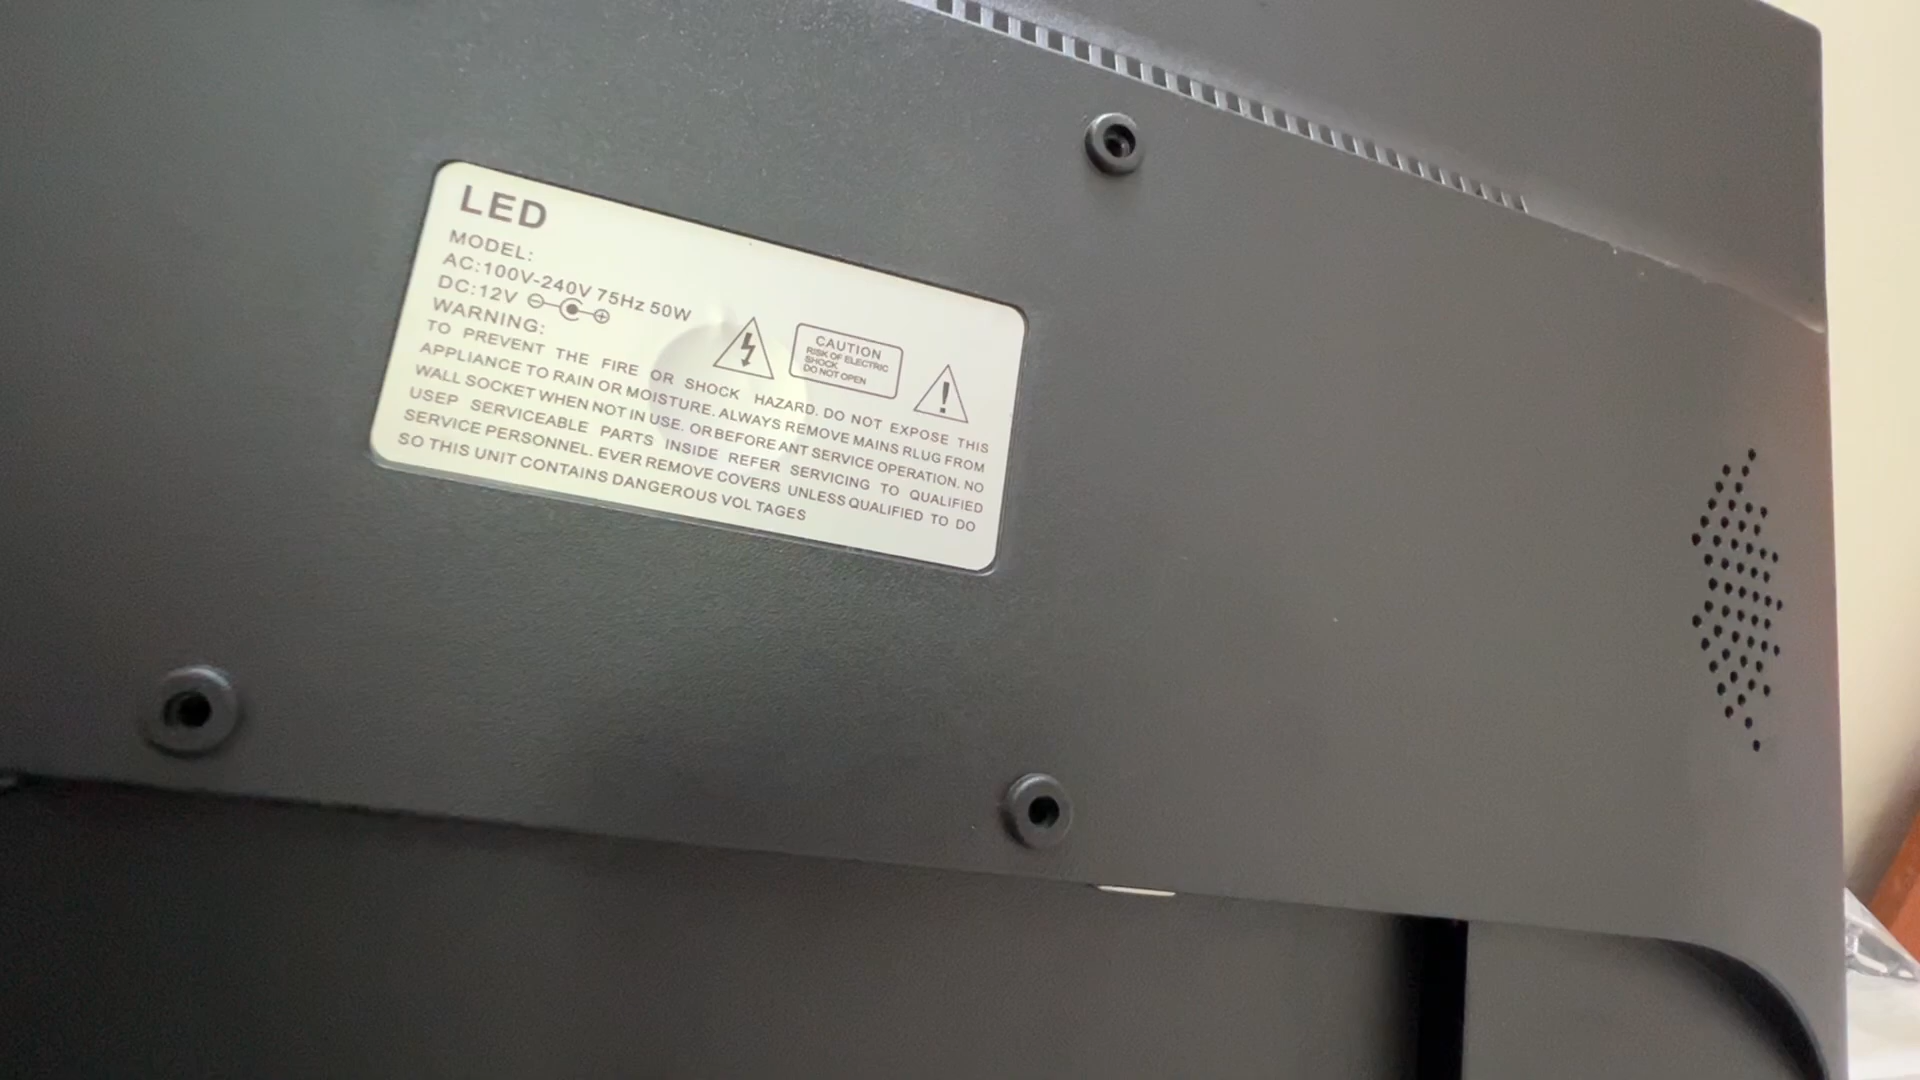 LED
MODEL:
AC:100V-240V 75Hz 50W
DC:12V
WARNING:
CAUTION
RISK OF ELECTRIC
SHOCK
DO NOT OPEN
TO PREVENT THE FIRE OR SHOCK HAZARD. DO NOT EXPOSE THIS
APPLIANCE TO RAIN OR MOISTURE. ALWAYS REMOVE MAINS RLUG FROM
WALL SOCKET WHEN NOT IN USE. OR BEFORE ANT SERVICE OPERATION. NO
USEP SERVICEABLE PARTS INSIDE REFER SERVICING TO QUALIFIED
SERVICE PERSONNEL. EVER REMOVE COVERS UNLESS QUALIFIED TO DO
SO THIS UNIT CONTAINS DANGEROUS VOL TAGES